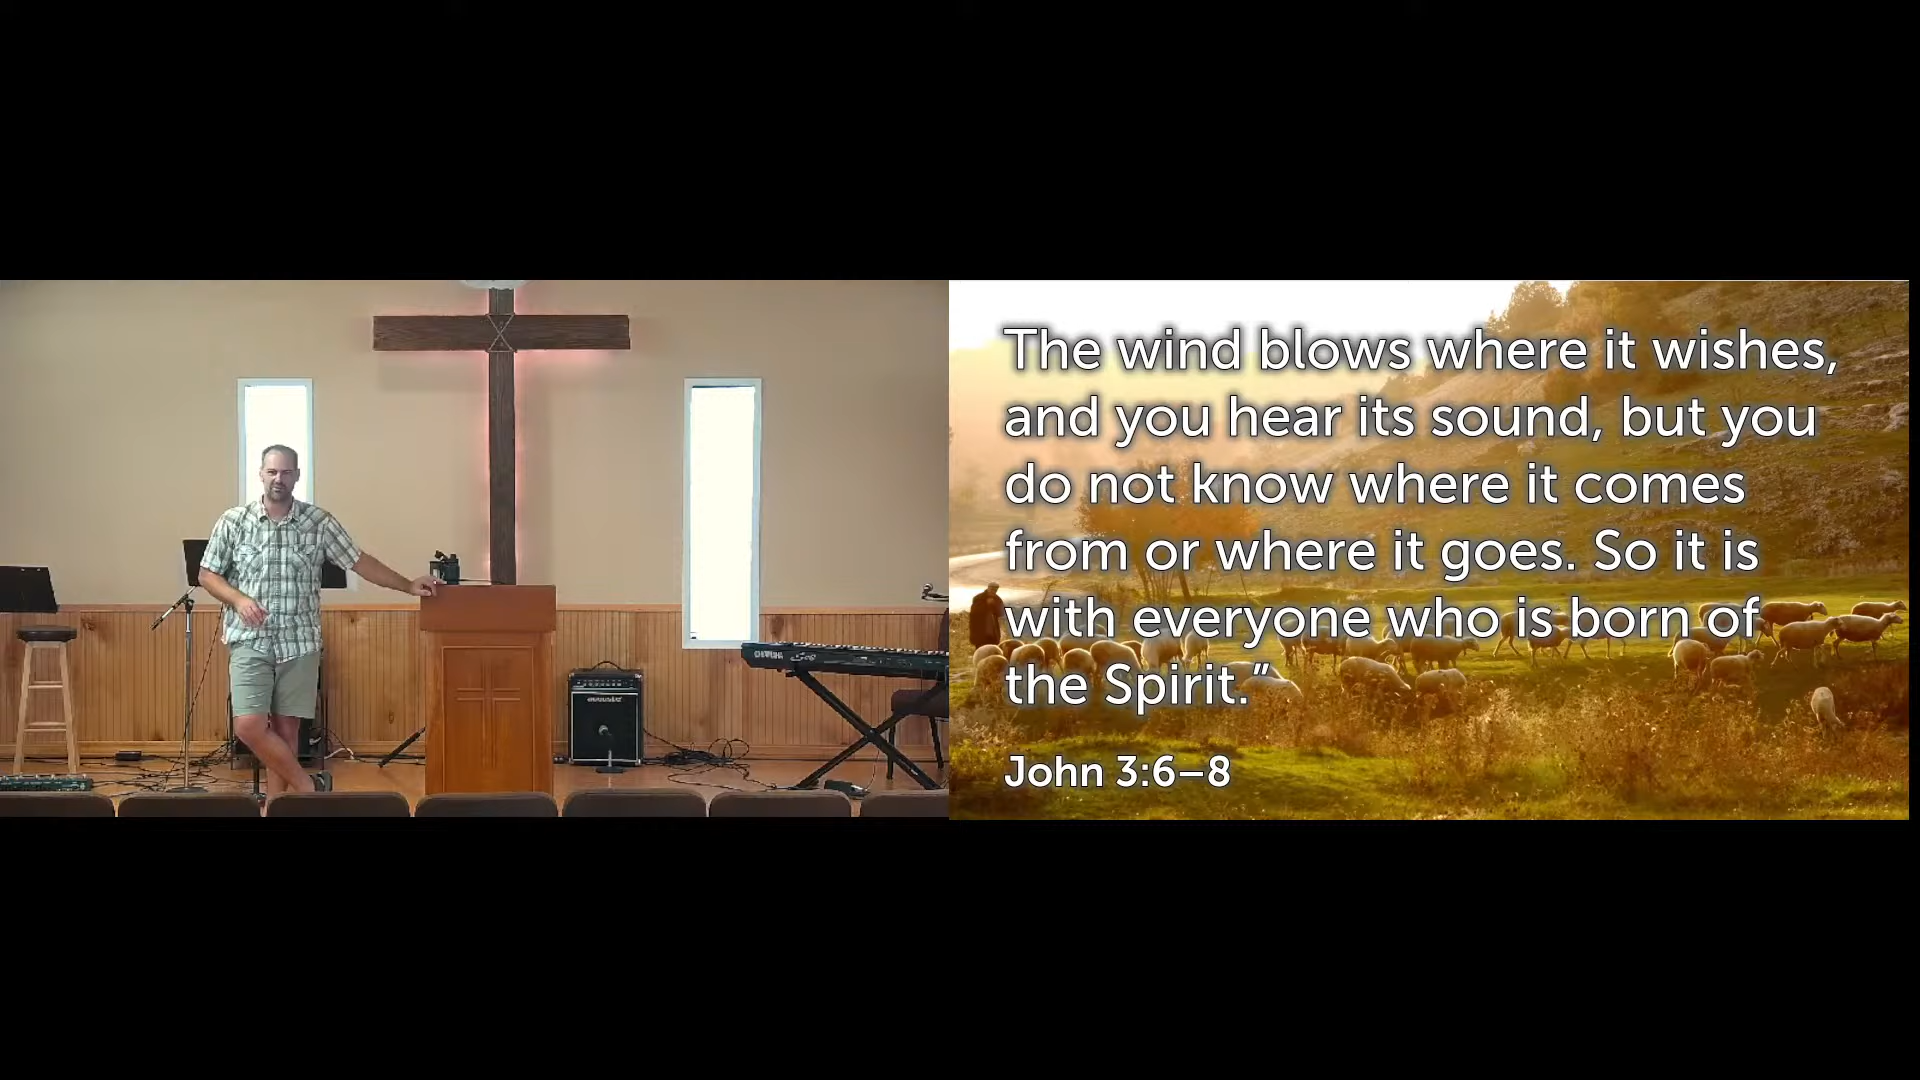 The wind blows where it wishes,
and you hear its sound, but you
do not know where it comes
from or where it goes. So it is
with everyone who is born of
the Spirit.”
John 3:6–8
YAMAHA